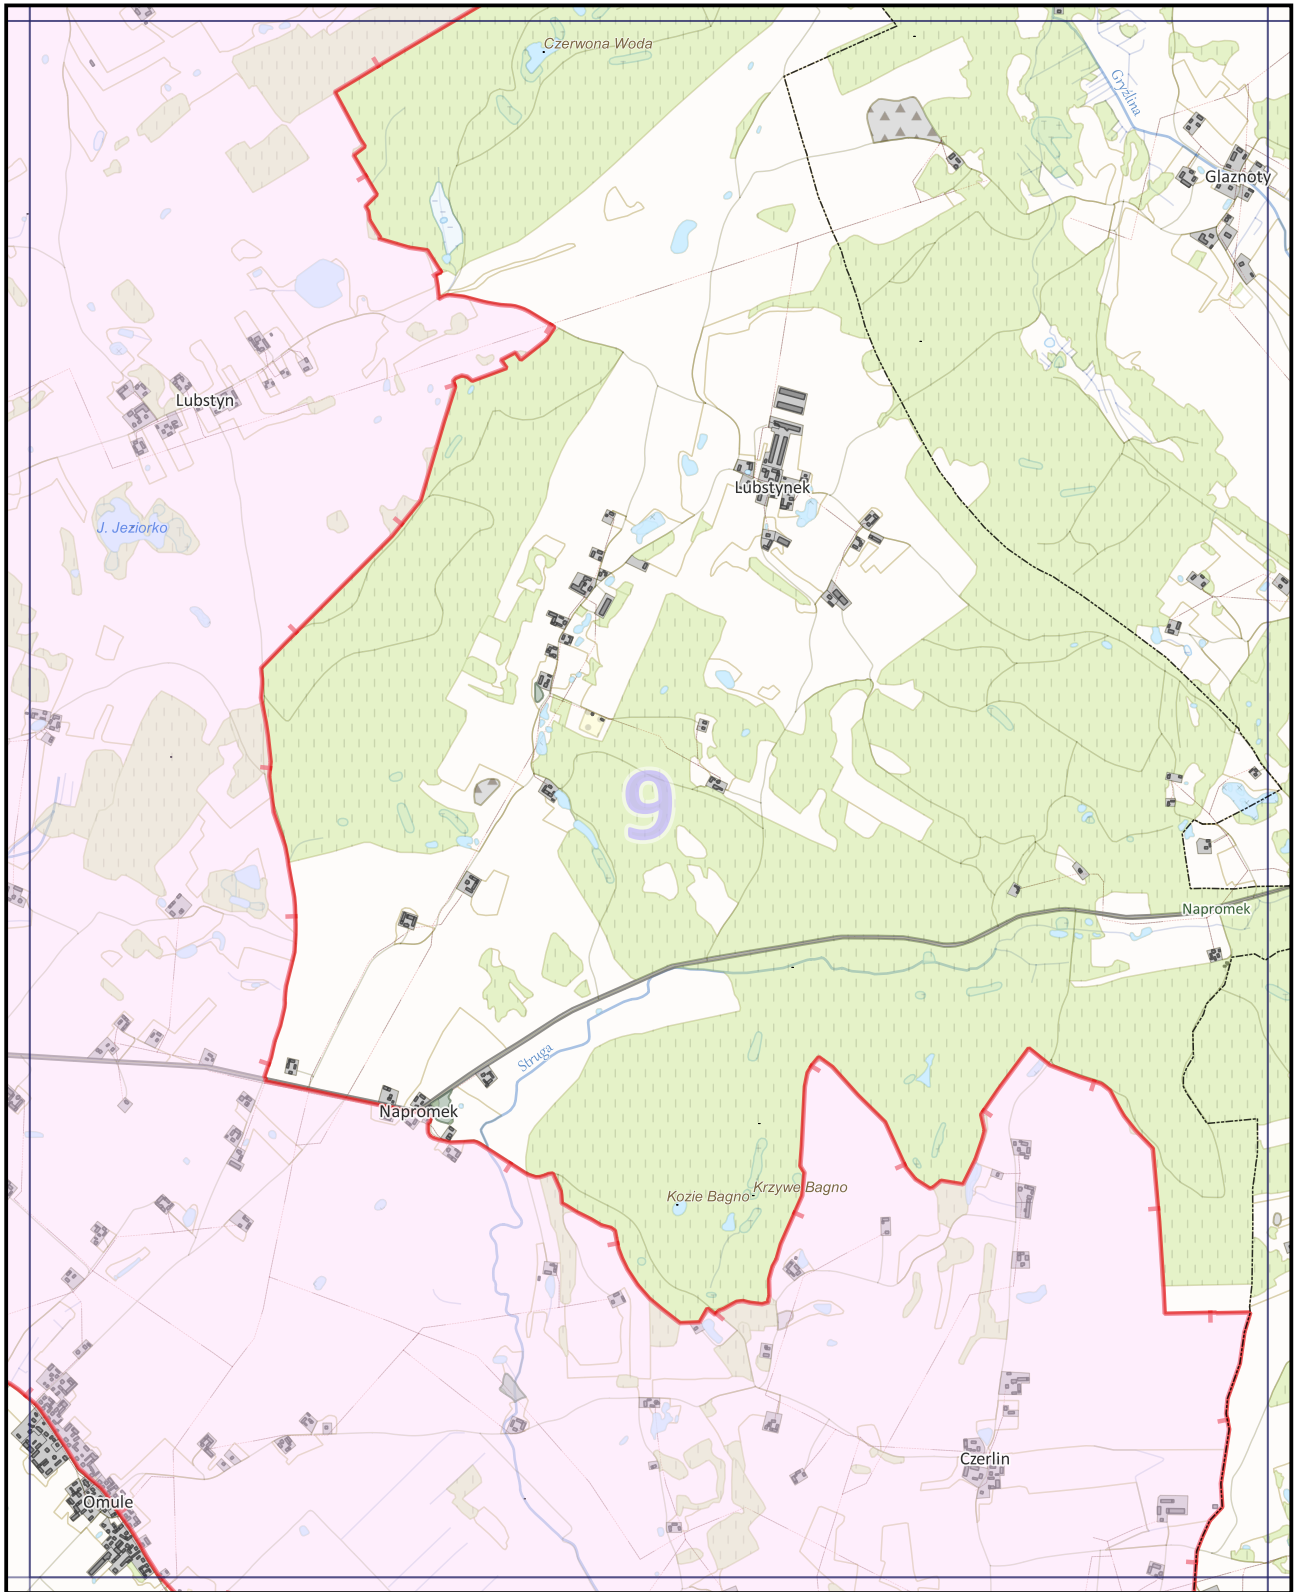 Czerwona Woda
Gryźlina
Glaznoty
Lubstyn
Lubstynek
J. Jeziorko
9
Napromek
Struga
Napromek
Krzywe Bagno
Kozie Bagno
Czerlin
Omule